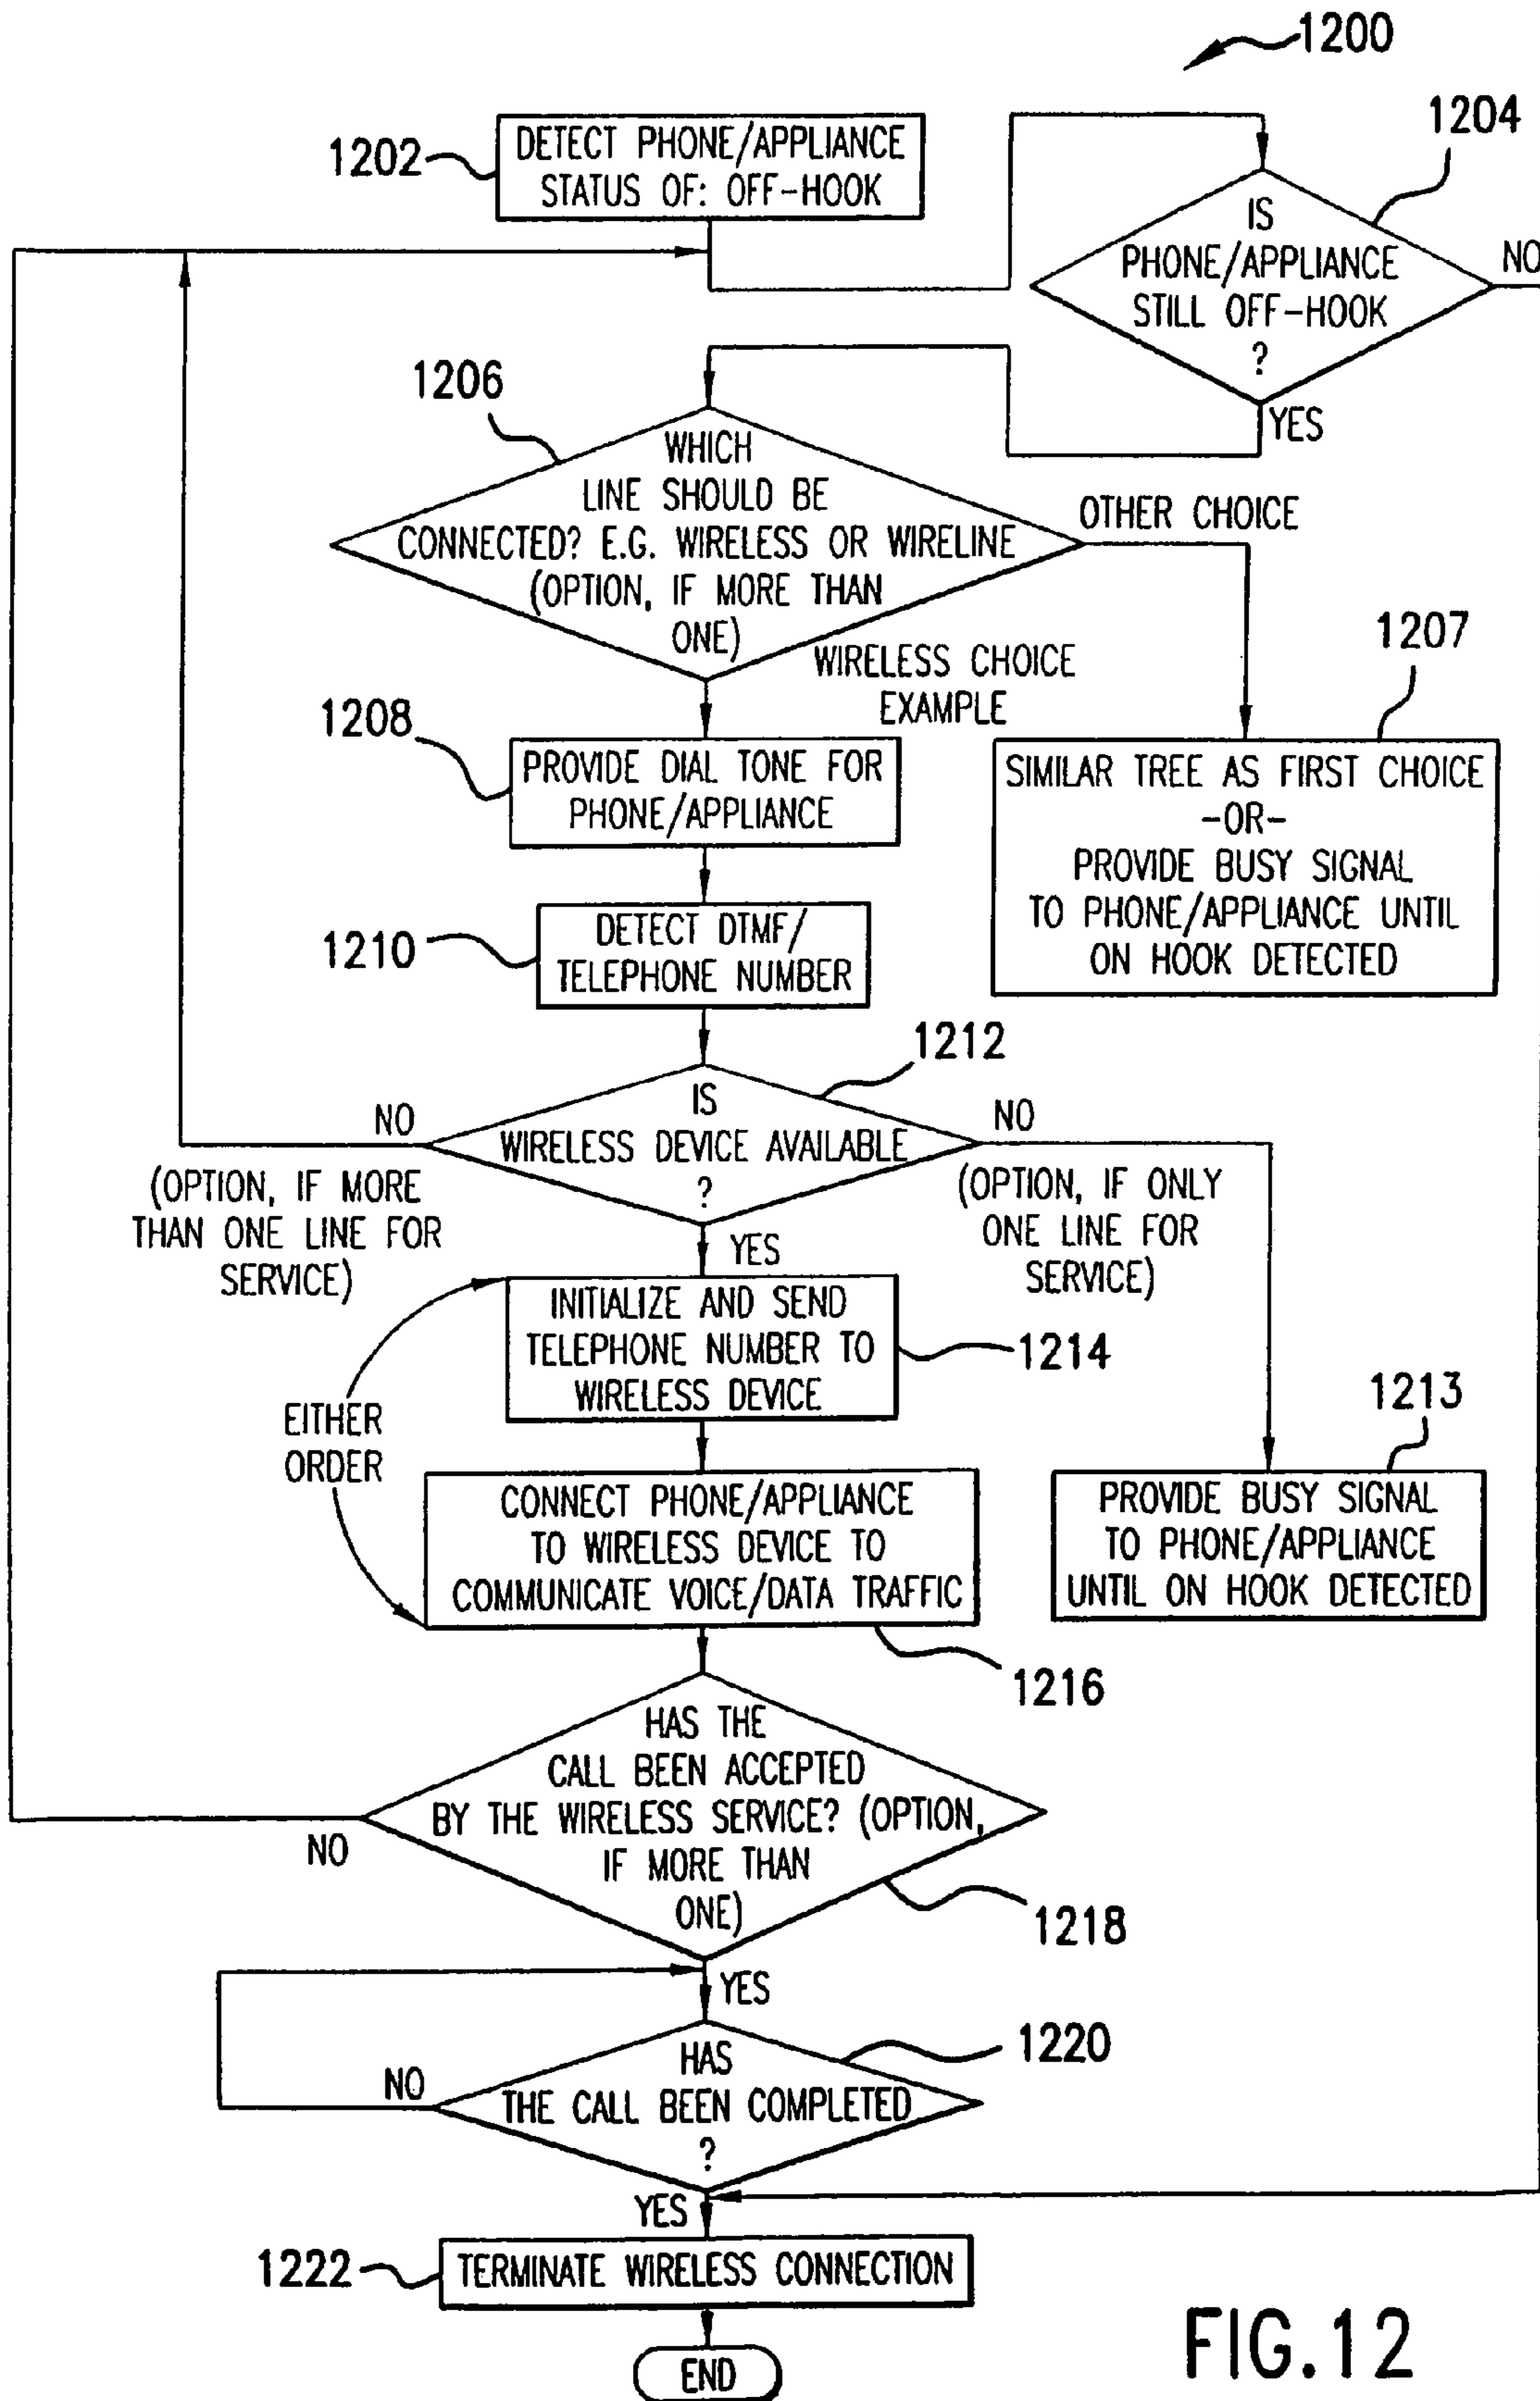 1200
1202
DETECT PHONE/APPLIANCE
STATUS OF: OFF-HOOK
1204
IS
PHONE/APPLIANCE
STILL OFF-HOOK
?
NO
YES
1206
WHICH
LINE SHOULD BE
CONNECTED? E.G. WIRELESS OR WIRELINE
(OPTION, IF MORE THAN
ONE)
OTHER CHOICE
WIRELESS CHOICE
EXAMPLE
1207
SIMILAR TREE AS FIRST CHOICE
-OR-
PROVIDE BUSY SIGNAL
TO PHONE/APPLIANCE UNTIL
ON HOOK DETECTED
1208
PROVIDE DIAL TONE FOR
PHONE/APPLIANCE
1210
DETECT DTMF/
TELEPHONE NUMBER
1212
IS
WIRELESS DEVICE AVAILABLE
?
NO
(OPTION, IF MORE
THAN ONE LINE FOR
SERVICE)
NO
(OPTION, IF ONLY
ONE LINE FOR
SERVICE)
YES
INITIALIZE AND SEND
TELEPHONE NUMBER TO
WIRELESS DEVICE
1214
1213
PROVIDE BUSY SIGNAL
TO PHONE/APPLIANCE
UNTIL ON HOOK DETECTED
EITHER
ORDER
CONNECT PHONE/APPLIANCE
TO WIRELESS DEVICE TO
COMMUNICATE VOICE/DATA TRAFFIC
1216
HAS THE
CALL BEEN ACCEPTED
BY THE WIRELESS SERVICE? (OPTION,
IF MORE THAN
ONE)
NO
1218
YES
1220
HAS
THE CALL BEEN COMPLETED
?
NO
YES
1222
TERMINATE WIRELESS CONNECTION
END
FIG.12